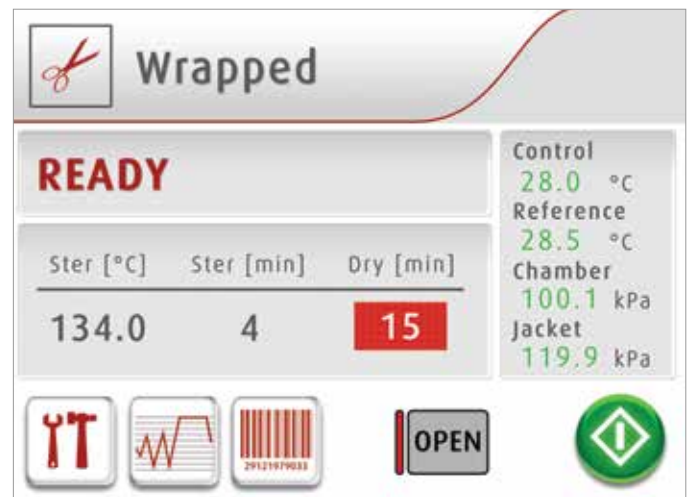 Wrapped
READY
Ster [°C] Ster [min] Dry [min]
134.0 4 15
Control
28.0 °C
Reference
28.5 °C
Chamber
100.1 kPa
Jacket
119.9 kPa
29121979033
OPEN